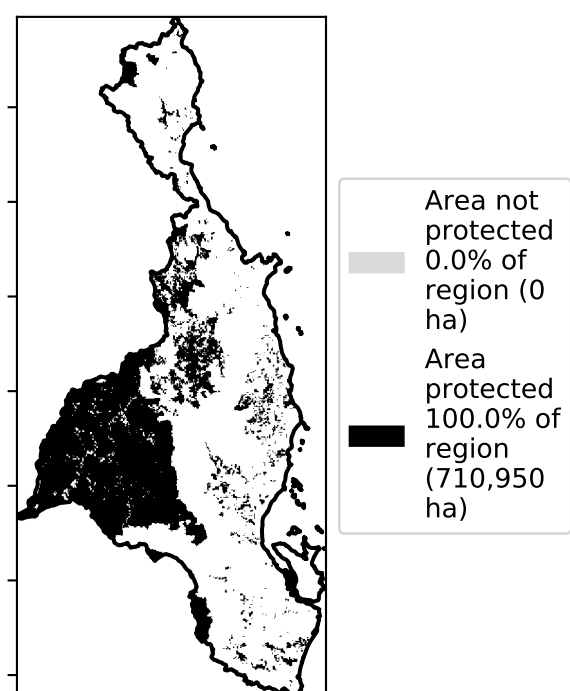 Area not
protected
0.0% of
region (0
ha)
Area
protected
100.0% of
region
(710,950
ha)